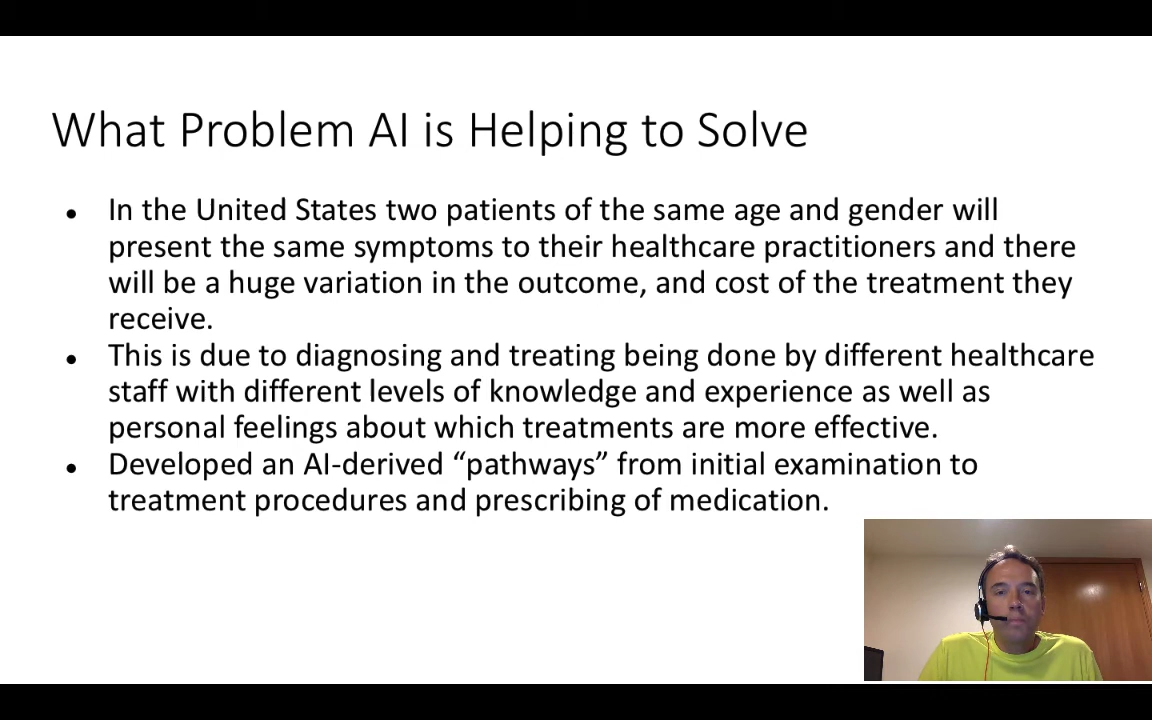 What Problem AI is Helping to Solve
• In the United States two patients of the same age and gender will
present the same symptoms to their healthcare practitioners and there
will be a huge variation in the outcome, and cost of the treatment they
receive.
• This is due to diagnosing and treating being done by different healthcare
staff with different levels of knowledge and experience as well as
personal feelings about which treatments are more effective.
• Developed an AI-derived “pathways” from initial examination to
treatment procedures and prescribing of medication.